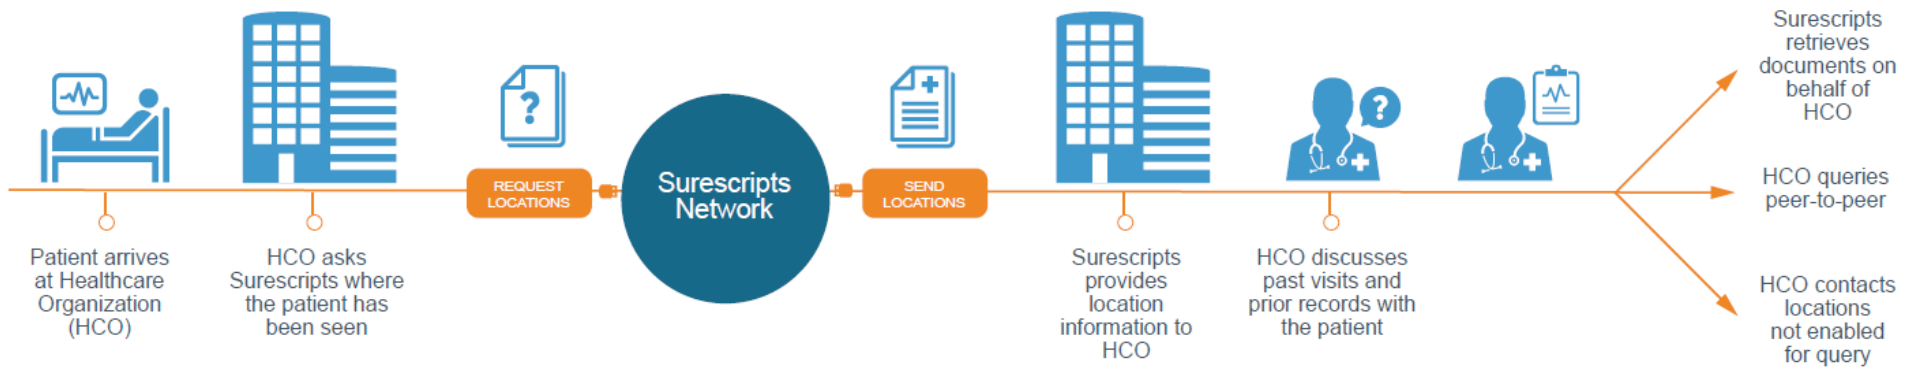 Patient arrives
at Healthcare
Organization
(HCO)
HCO asks
Surescripts where
the patient has
been seen
?
REQUEST
LOCATIONS
Surescripts
Network
SEND
LOCATIONS
Surescripts
provides
location
information to
HCO
?
HCO discusses
past visits and
prior records with
the patient
Surescripts
retrieves
documents on
behalf of
HCO
HCO queries
peer-to-peer
HCO contacts
locations
not enabled
for query